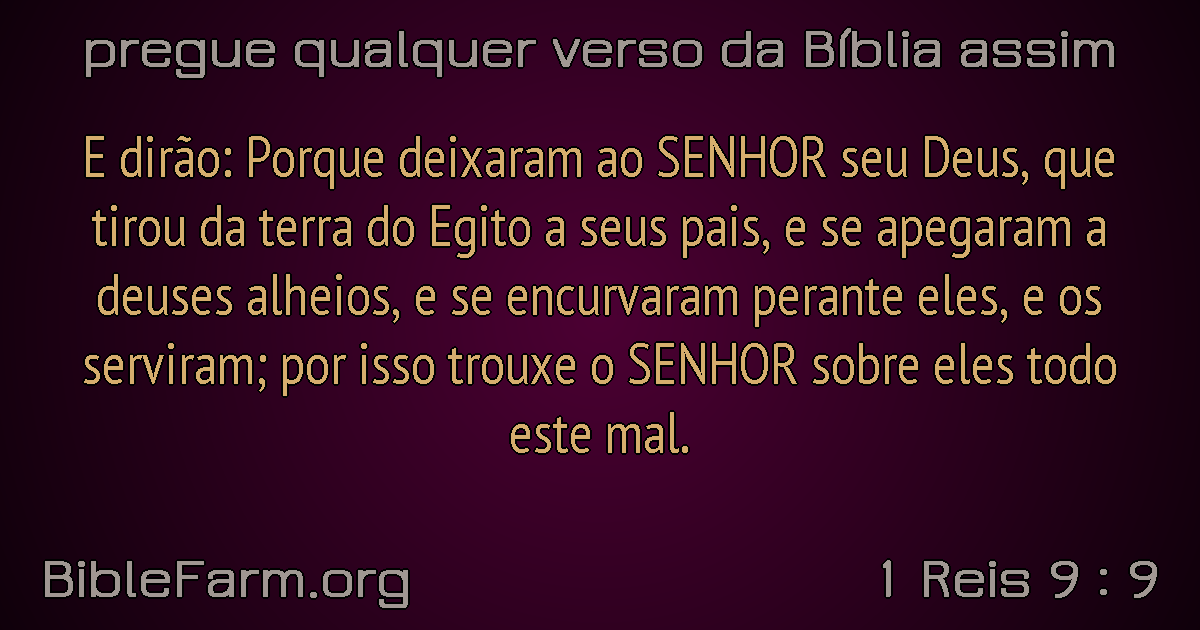 pregue qualquer verso da Bíblia assim
E dirão: Porque deixaram ao SENHOR seu Deus, que
tirou da terra do Egito a seus pais, e se apegaram a
deuses alheios, e se encurvaram perante eles, e os
serviram; por isso trouxe o SENHOR sobre eles todo
este mal.
BibleFarm.org
1 Reis 9 : 9